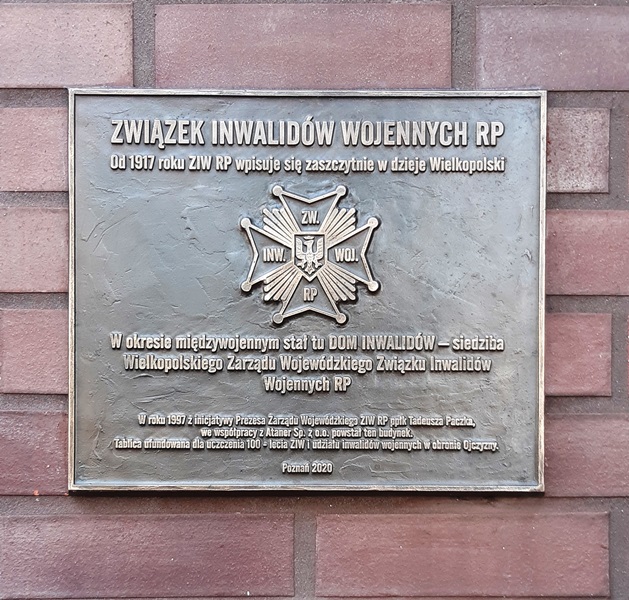 ZWIĄZEK INWALIDÓW WOJENNYCH RP
Od 1917 roku ZIW RP wpisuje się zaszczytnie w dzieje Wielkopolski
ZW.
INW. WOJ.
RP
W okresie międzywojennym stał tu DOM INWALIDÓW – siedziba
Wielkopolskiego Zarządu Wojewódzkiego Związku Inwalidów
Wojennych RP
W roku 1997 z inicjatywy Prezesa Zarządu Wojewódzkiego ZIW RP ppłk Tadeusza Paczka,
we współpracy z Ataner Sp. z o.o. powstał ten budynek.
Tablica ufundowana dla uczczenia 100 - lecia ZIW i udziału inwalidów wojennych w obronie Ojczyzny.
Poznań 2020